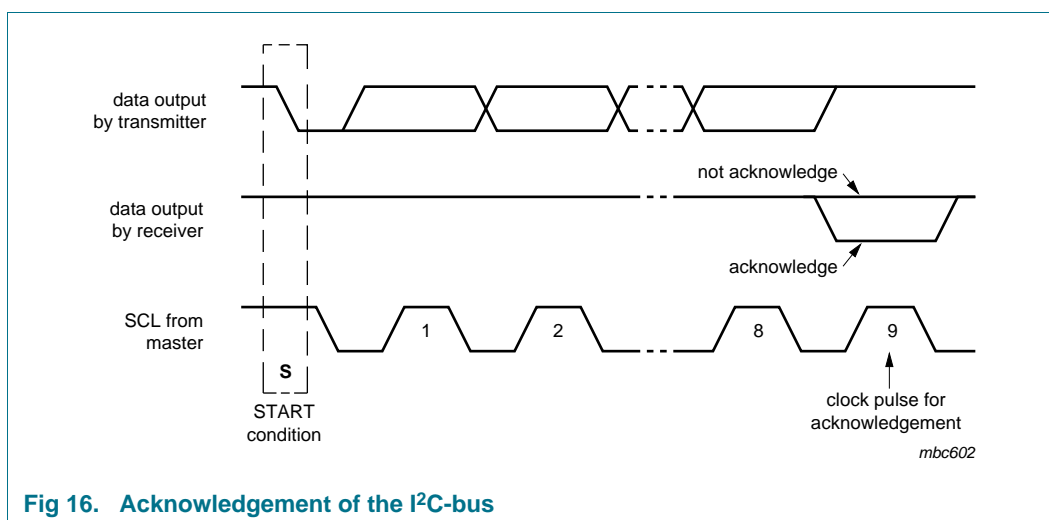 data output
by transmitter
not acknowledge
data output
by receiver
acknowledge
SCL from
master
1
2
8
9
S
START
condition
clock pulse for
acknowledgement
mbc602
Fig 16. Acknowledgement of the I²C-bus